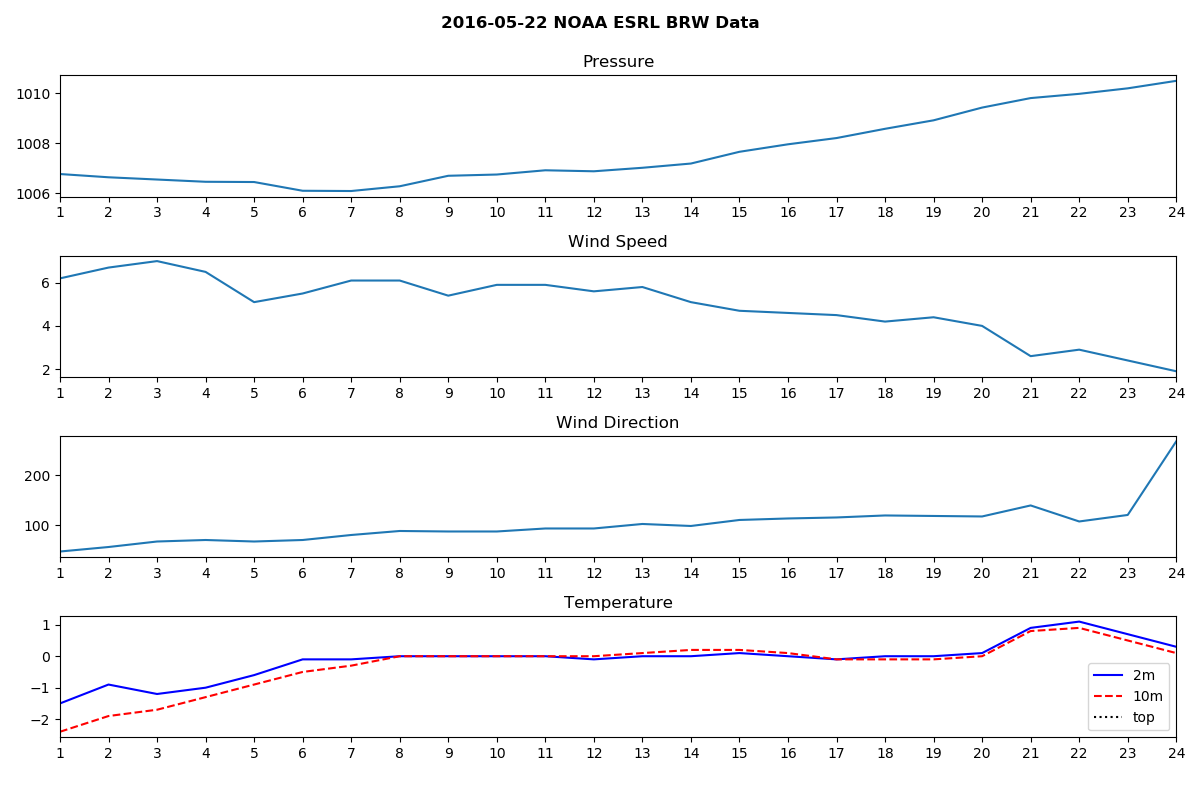 2016-05-22 NOAA ESRL BRW Data
Pressure
1010
1008
1006
1 2 3 4 5 6 7 8 9 10 11 12 13 14 15 16 17 18 19 20 21 22 23 24
Wind Speed
6
4
2
1 2 3 4 5 6 7 8 9 10 11 12 13 14 15 16 17 18 19 20 21 22 23 24
Wind Direction
200
100
1 2 3 4 5 6 7 8 9 10 11 12 13 14 15 16 17 18 19 20 21 22 23 24
Temperature
1
0
−1
−2
2m
10m
top
1 2 3 4 5 6 7 8 9 10 11 12 13 14 15 16 17 18 19 20 21 22 23 24